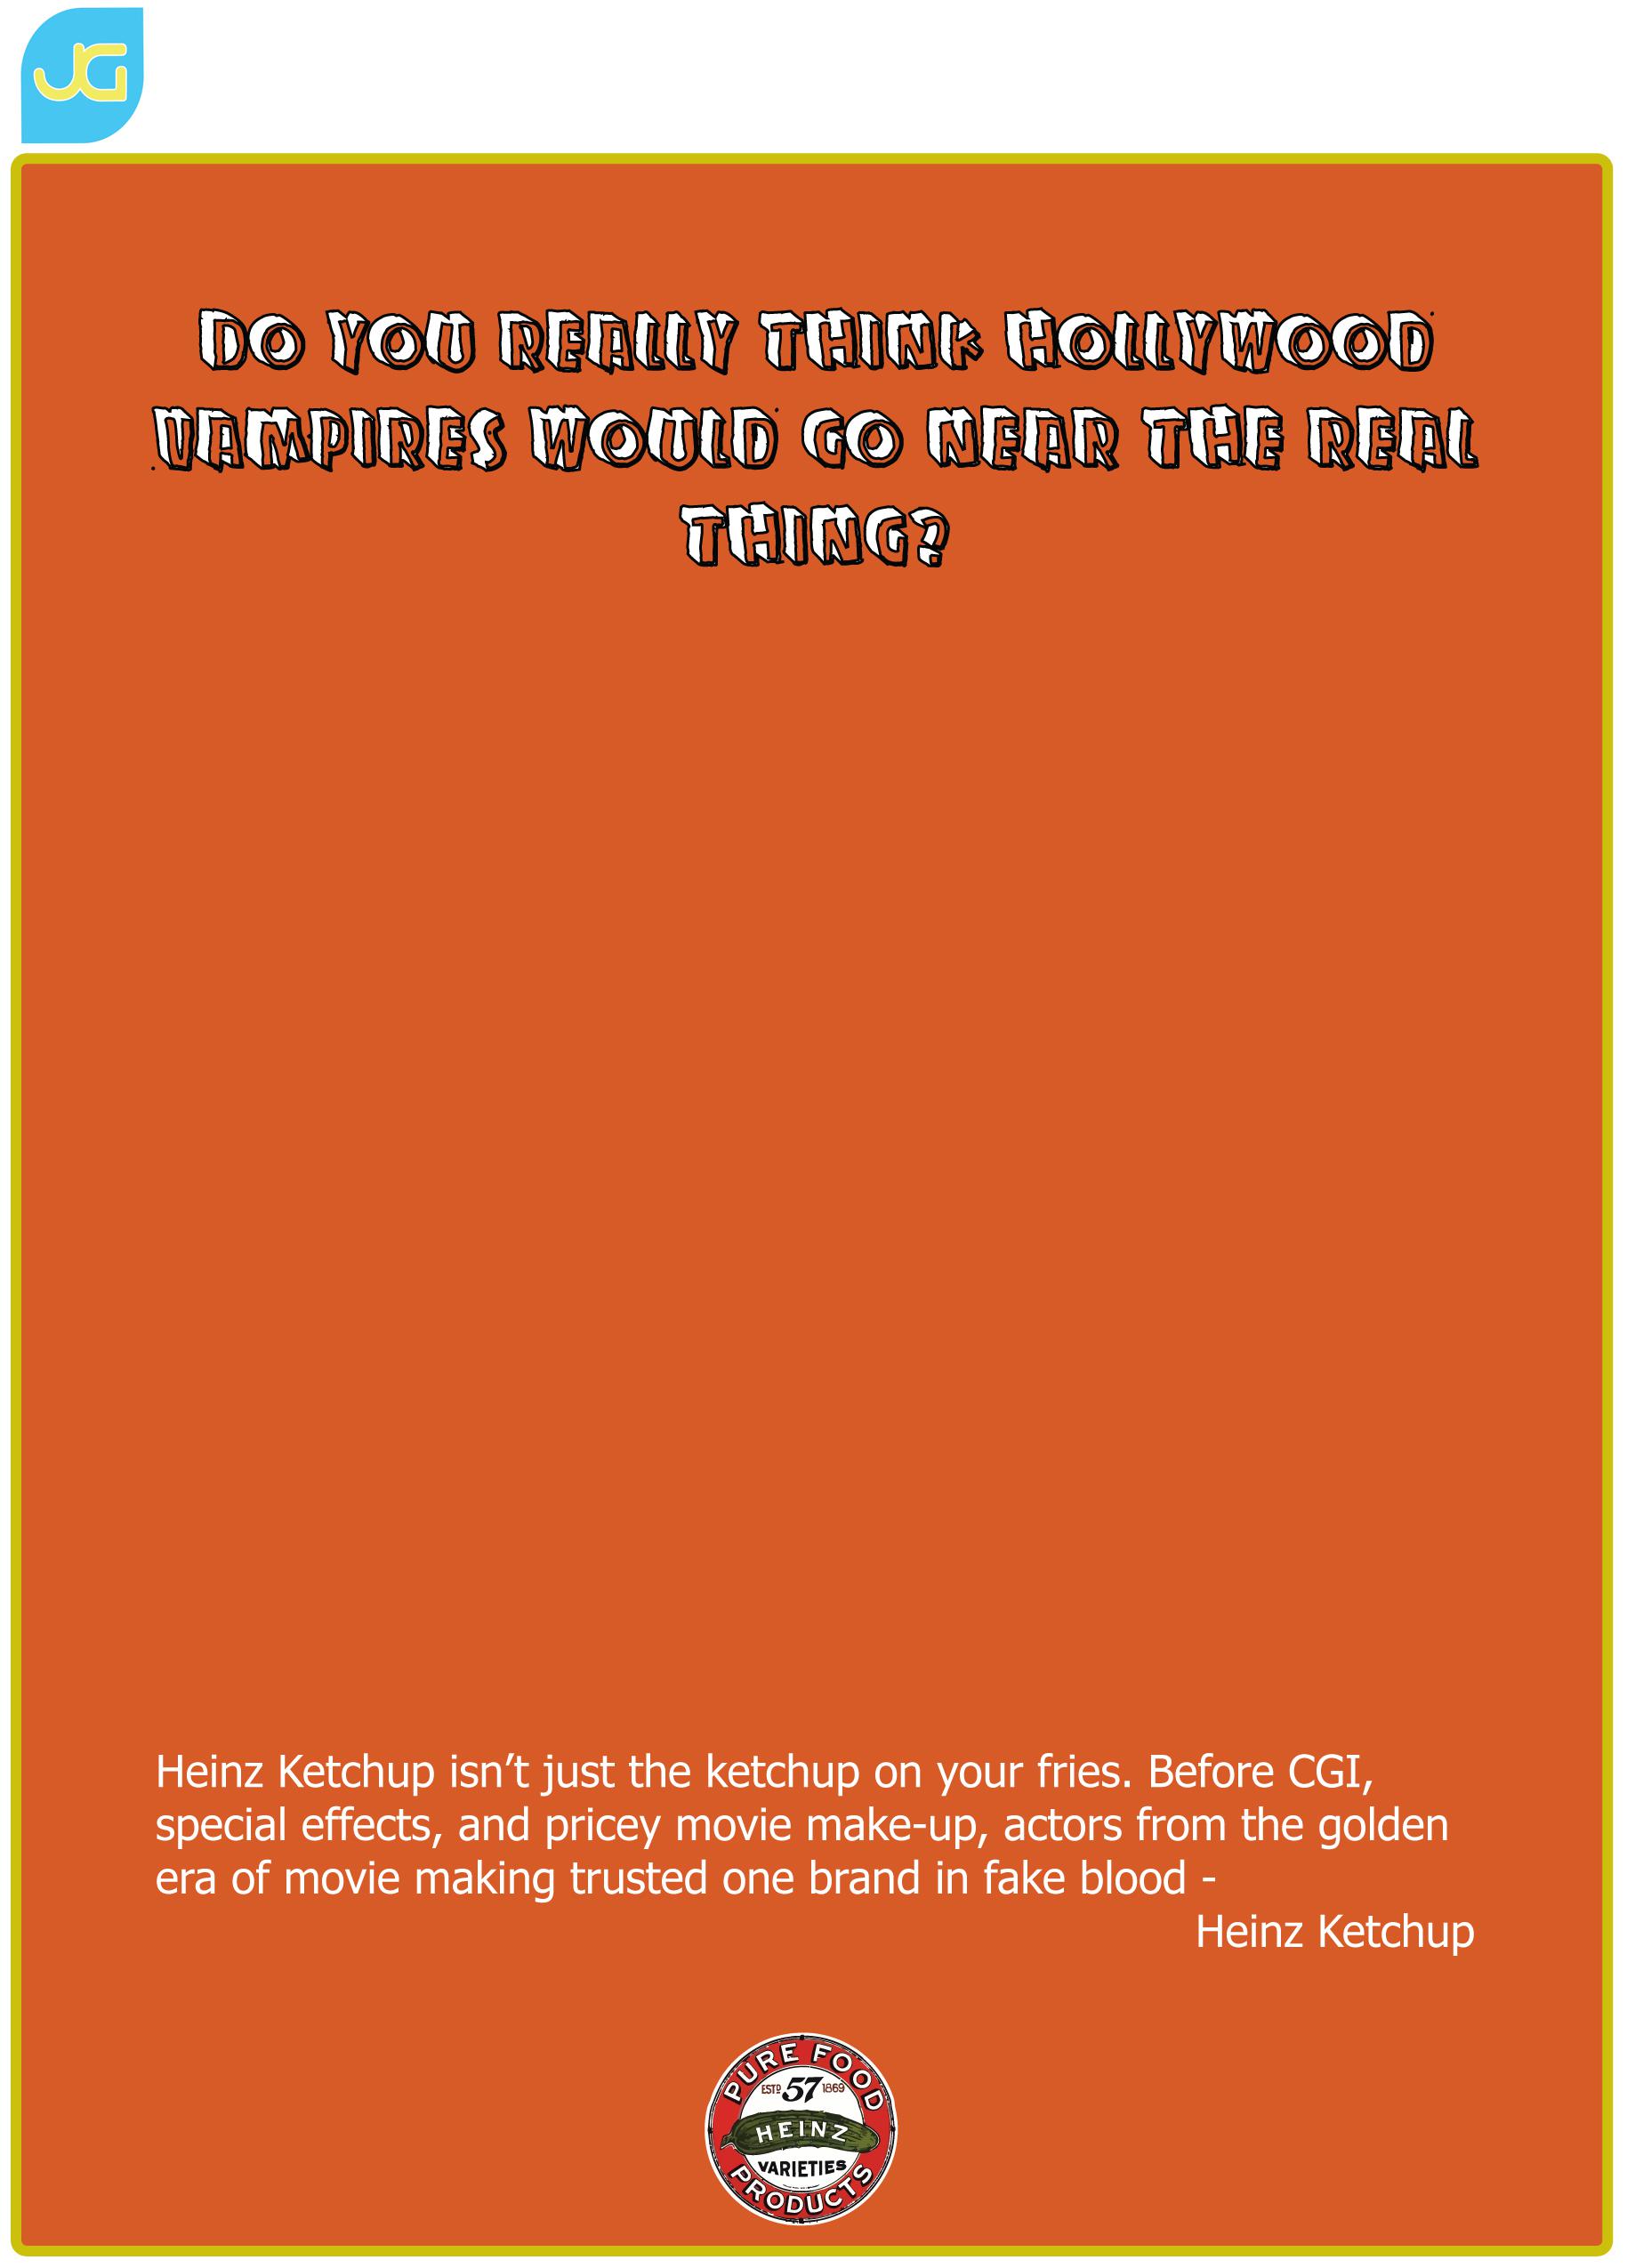 JG
DO YOU REALLY THINK HOLLYWOOD
VAMPIRES WOULD GO NEAR THE REAL
THING?
Heinz Ketchup isn’t just the ketchup on your fries. Before CGI,
special effects, and pricey movie make-up, actors from the golden
era of movie making trusted one brand in fake blood -
Heinz Ketchup
PURE FOOD
ESTD 57 1869
HEINZ
VARIETIES
PRODUCTS